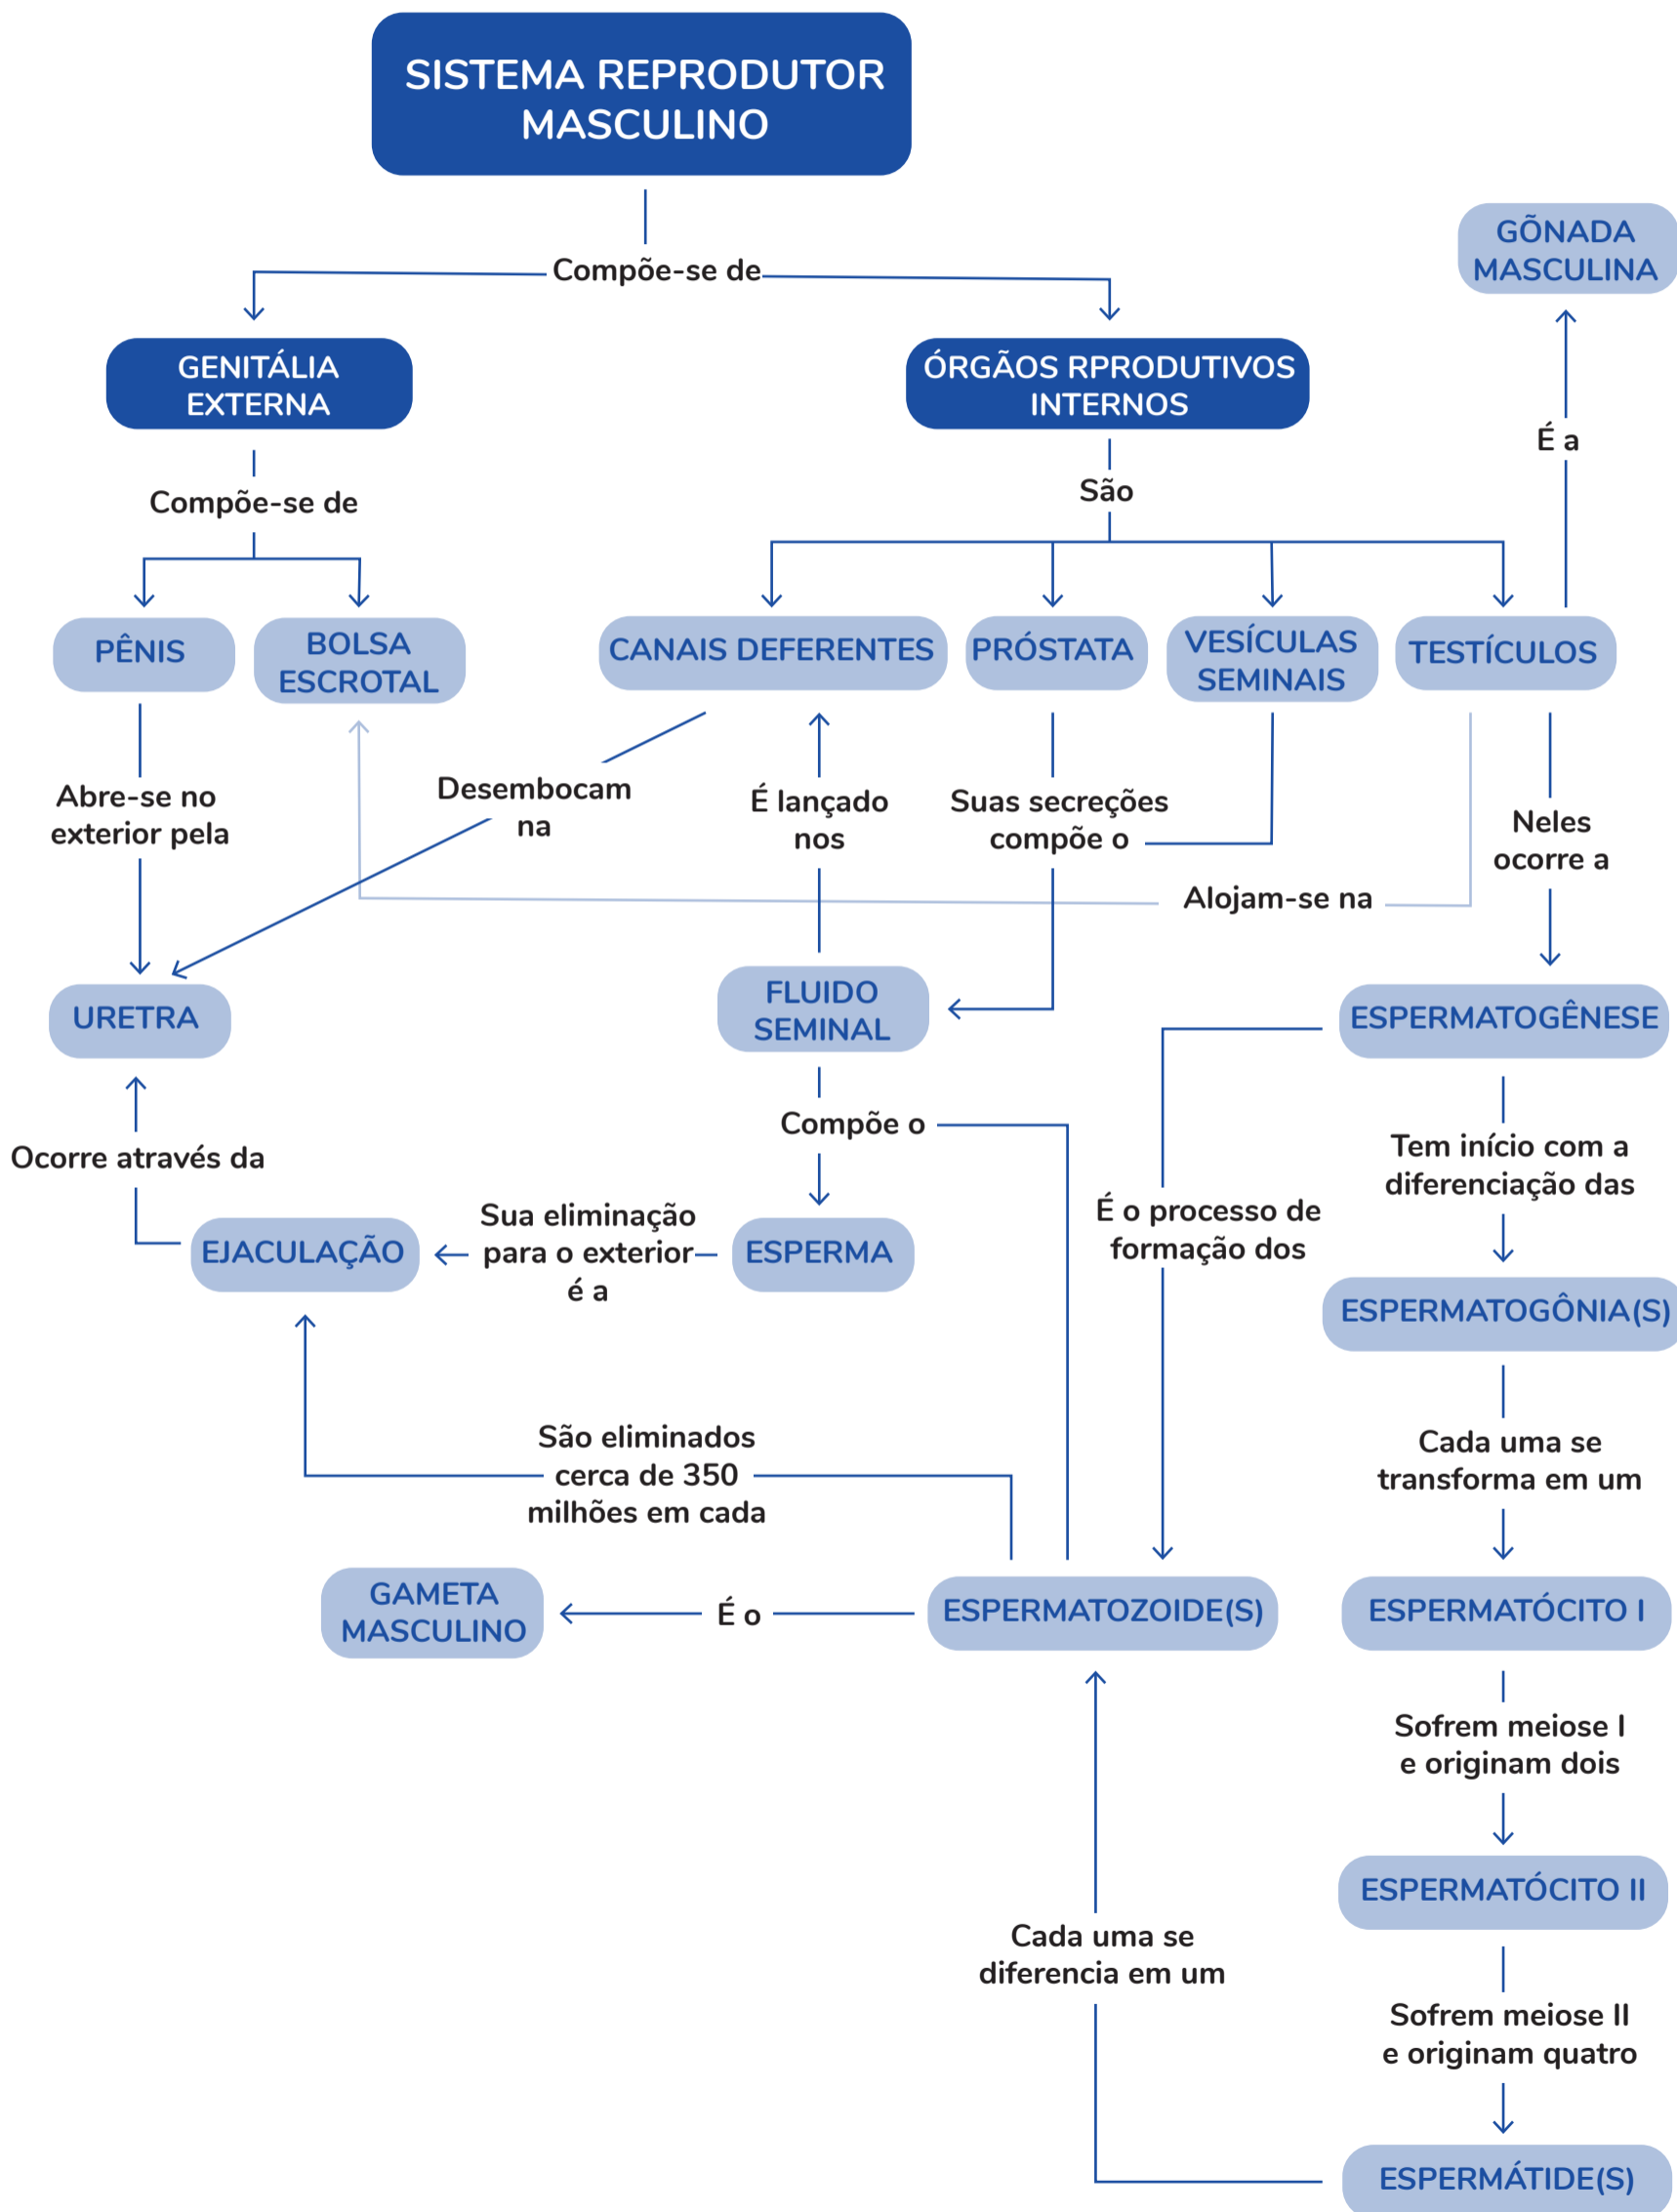 SISTEMA REPRODUTOR
MASCULINO
Compõe-se de
GÕNADA
MASCULINA
GENITÁLIA
EXTERNA
ÓRGÃOS RPRODUTIVOS
INTERNOS
É a
Compõe-se de
São
PÊNIS
BOLSA
ESCROTAL
CANAIS DEFERENTES
PRÓSTATA
VESÍCULAS
SEMINAIS
TESTÍCULOS
Abre-se no
exterior pela
Desembocam
na
É lançado
nos
Suas secreções
compõe o
Neles
ocorre a
Alojam-se na
URETRA
FLUIDO
SEMINAL
ESPERMATOGÊNESE
Compõe o
Ocorre através da
Tem início com a
diferenciação das
É o processo de
formação dos
EJACULAÇÃO
Sua eliminação
para o exterior
é a
ESPERMA
ESPERMATOGÔNIA(S)
São eliminados
cerca de 350
milhões em cada
Cada uma se
transforma em um
GAMETA
MASCULINO
É o
ESPERMATOZOIDE(S)
ESPERMATÓCITO I
Sofrem meiose I
e originam dois
ESPERMATÓCITO II
Cada uma se
diferencia em um
Sofrem meiose II
e originam quatro
ESPERMÁTIDE(S)